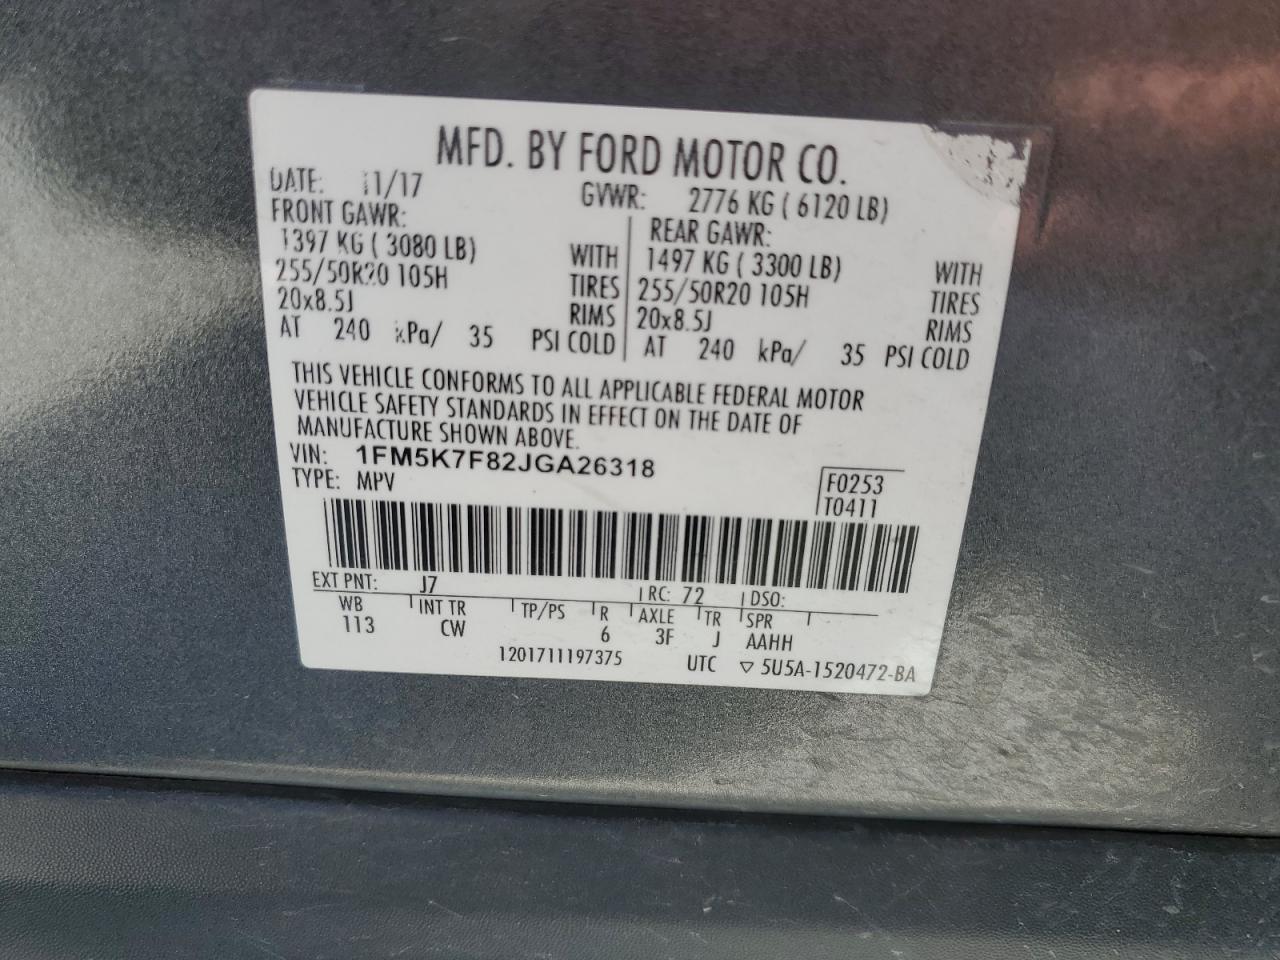 MFD. BY FORD MOTOR CO.
DATE: 11/17 GVWR: 2776 KG ( 6120 LB)
FRONT GAWR: REAR GAWR:
1397 KG ( 3080 LB) WITH 1497 KG ( 3300 LB) WITH
255/50R20 105H TIRES 255/50R20 105H TIRES
20x8.5J RIMS 20x8.5J RIMS
AT 240 kPa/ 35 PSI COLD AT 240 kPa/ 35 PSI COLD
THIS VEHICLE CONFORMS TO ALL APPLICABLE FEDERAL MOTOR
VEHICLE SAFETY STANDARDS IN EFFECT ON THE DATE OF
MANUFACTURE SHOWN ABOVE.
VIN: 1FM5K7F82JGA26318
TYPE: MPV F0253
T0411
EXT PNT: J7 RC: 72 DSO:
WB INT TR TP/PS R AXLE TR SPR
113 CW 6 3F J AAHH
1201711197375 UTC ▽ 5U5A-1520472-BA